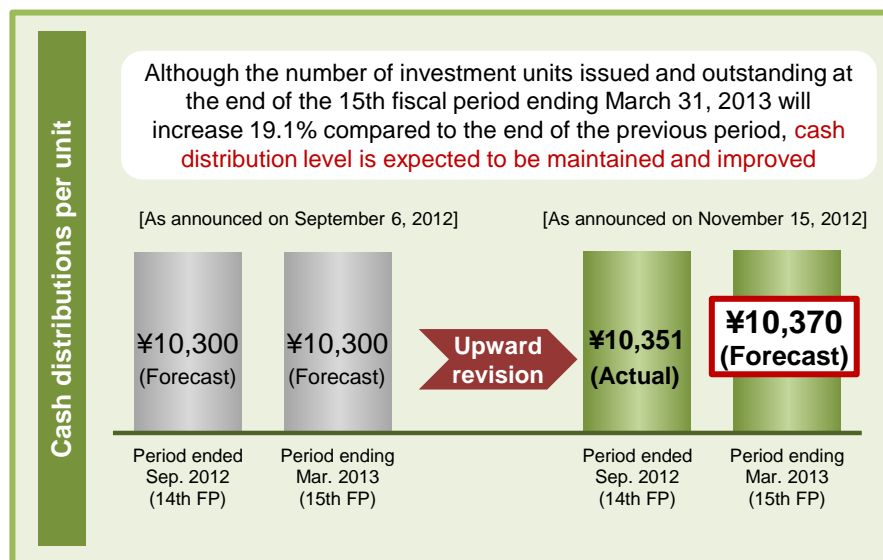 Cash distributions per unit
Although the number of investment units issued and outstanding at
the end of the 15th fiscal period ending March 31, 2013 will
increase 19.1% compared to the end of the previous period, cash
distribution level is expected to be maintained and improved
[As announced on September 6, 2012]
[As announced on November 15, 2012]
¥10,300
(Forecast)
¥10,300
(Forecast)
Upward
revision
¥10,351
(Actual)
¥10,370
(Forecast)
Period ended
Sep. 2012
(14th FP)
Period ending
Mar. 2013
(15th FP)
Period ended
Sep. 2012
(14th FP)
Period ending
Mar. 2013
(15th FP)